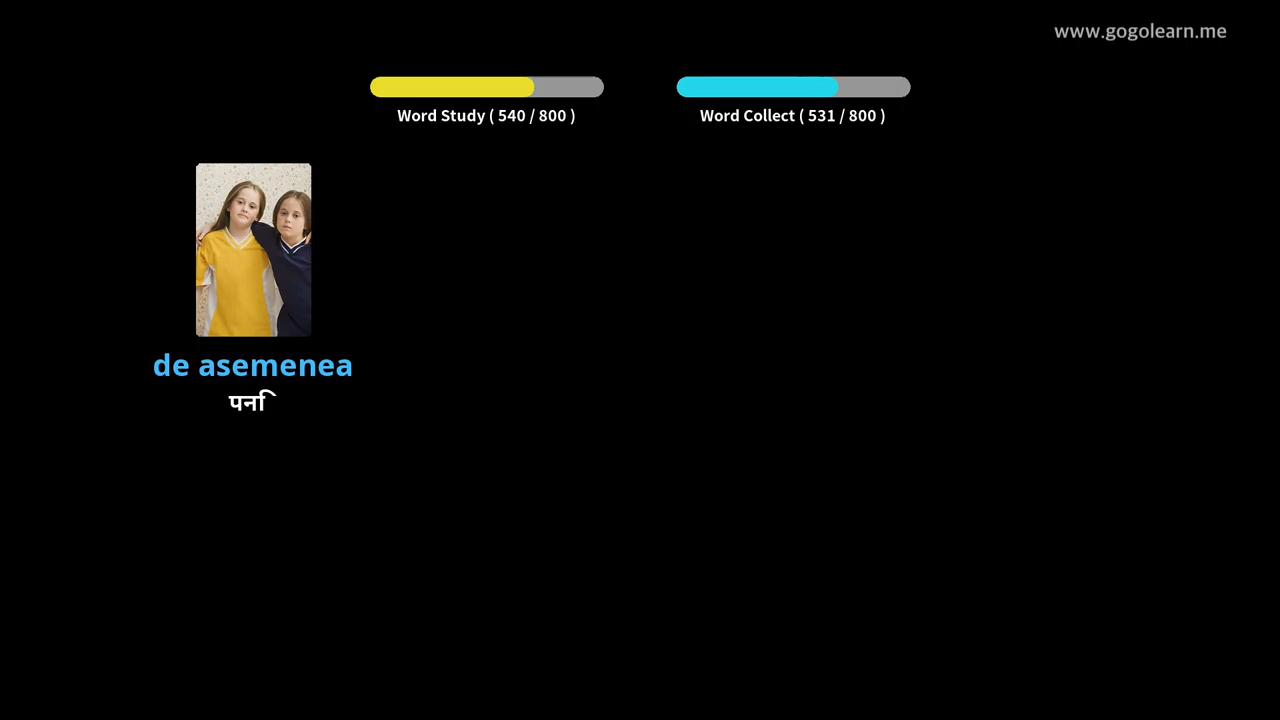 www.gogolearn.me
Word Study ( 540 / 800 )
Word Collect ( 531 / 800 )
de asemenea
पनि